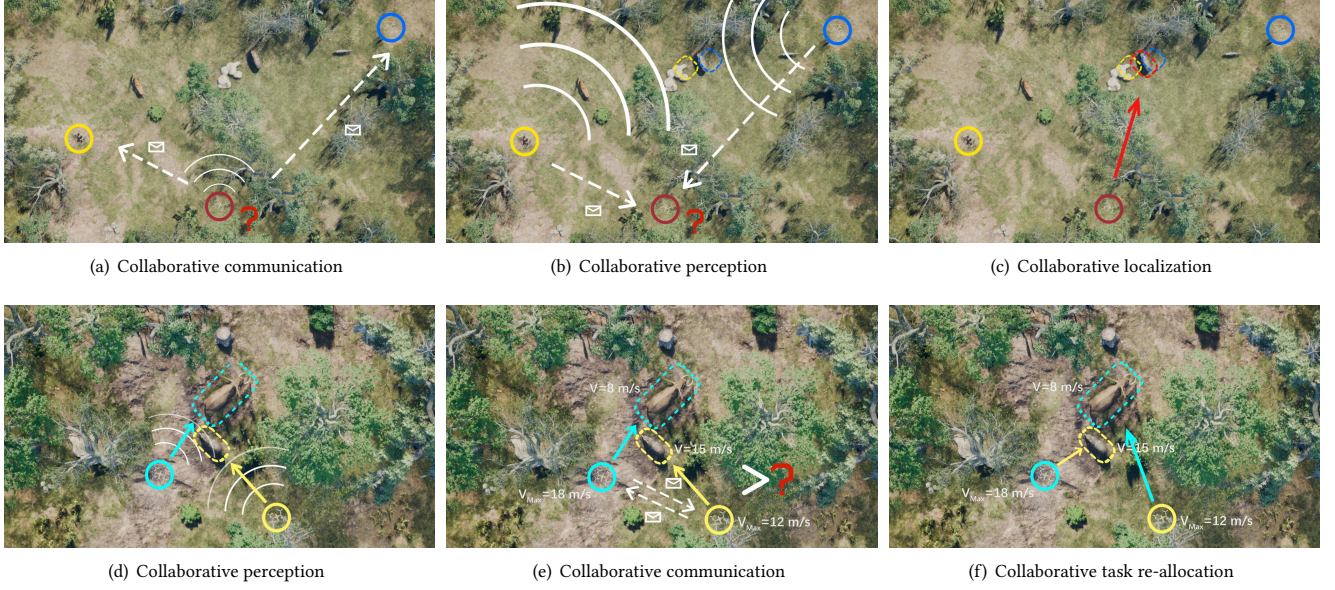 ?
?
(a) Collaborative communication
(b) Collaborative perception
(c) Collaborative localization
V=8 m/s
V=15 m/s
V_Max=18 m/s
>?
V_Max=12 m/s
V=8 m/s
V=15 m/s
V_Max=18 m/s
V_Max=12 m/s
(d) Collaborative perception
(e) Collaborative communication
(f) Collaborative task re-allocation